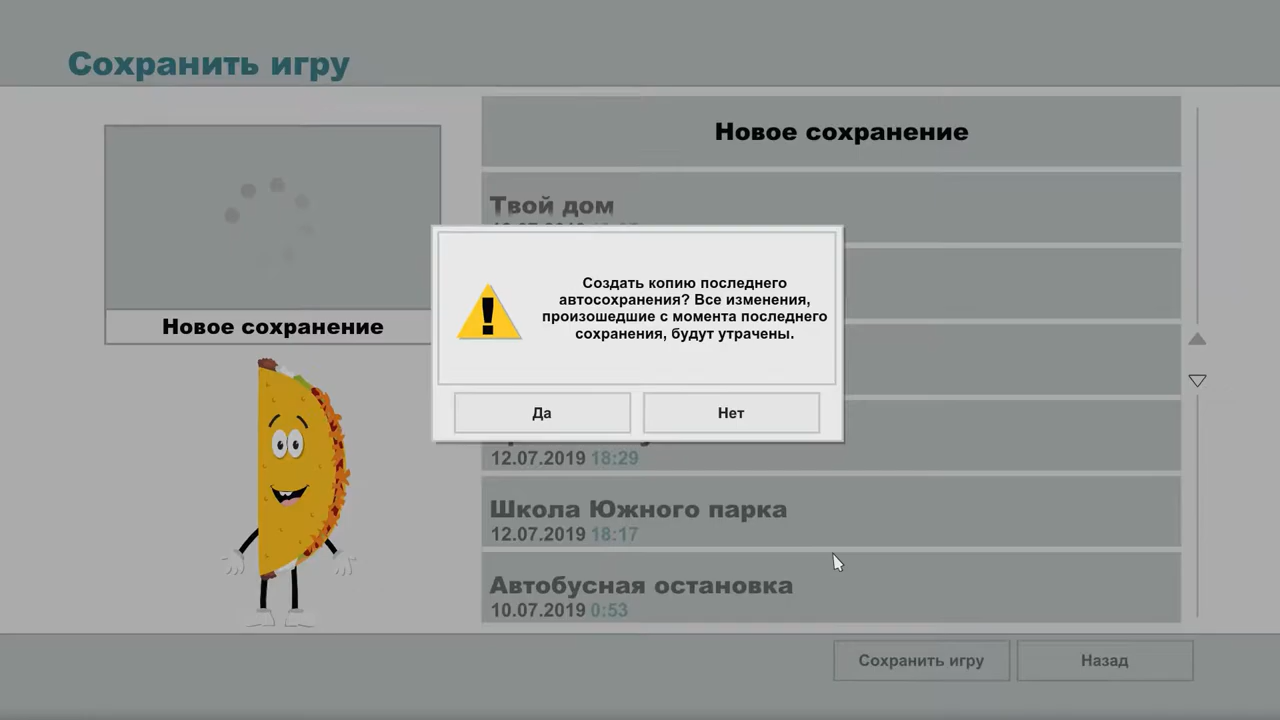 Сохранить игру
Новое сохранение
Твой дом
Новое сохранение
Создать копию последнего
автосохранения? Все изменения,
произошедшие с момента последнего
сохранения, будут утрачены.
Да
Нет
12.07.2019 18:29
Школа Южного парка
12.07.2019 18:17
Автобусная остановка
10.07.2019 0:53
Сохранить игру
Назад